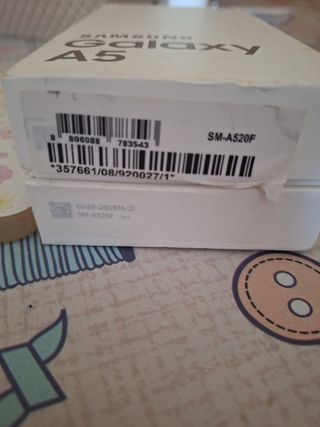 SAMSUNG
Galaxy
A5
8 806088 783543
SM-A520F
*357661/08/920027/1*
SM-A520F